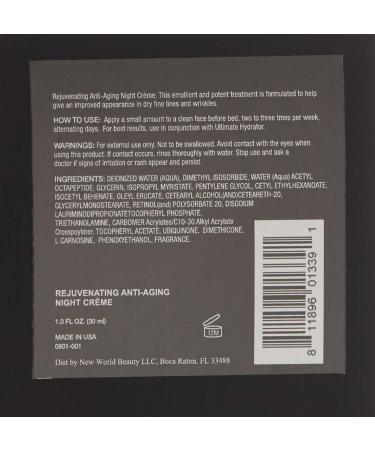 Rejuvenating Anti-Aging Night Crème: This emollient and potent treatment is formulated to help
give an improved appearance in dry fine lines and wrinkles.
HOW TO USE: Apply a small amount to a clean face before bed, two to three times per week,
alternating days. For best results, use in conjunction with Ultimate Hydrator.
WARNINGS: For external use only. Not to be swallowed. Avoid contact with the eyes when
using this product. If contact occurs, rinse thoroughly with water. Stop use and ask a
doctor if signs of irritation or rash appear or persist.
INGREDIENTS: DEIONIZED WATER (AQUA), DIMETHYL ISOSORBIDE, WATER (Aqua) ACETYL
OCTAPEPTIDE, GLYCERIN, ISOPROPYL MYRISTATE, PENTYLENE GLYCOL, CETYL ETHYLHEXANOATE,
ISOCETYL BEHENATE, OLEYL ERUCATE, CETEARYLALCOHOL(and)CETEARETH-20,
GLYCERYLMONOSTEARATE, RETINOL(and) POLYSORBATE 20, DISODIUM
LAURIMINODIPROPIONATETOCOPHERYL PHOSPHATE,
TRIETHANOLAMINE, CARBOMER Acrylates/C10-30 Alkyl Acrylate
Crosspoylmer, TOCOPHERYL ACETATE, UBIQUINONE, DIMETHICONE,
L CARNOSINE, PHENOXYETHANOL, FRAGRANCE.
REJUVENATING ANTI-AGING
NIGHT CRÈME
1.0 FL OZ. (30 ml)
MADE IN USA
0801-001
12M
Dist by New World Beauty LLC, Boca Raton, FL 33488
8 11896 01339 1